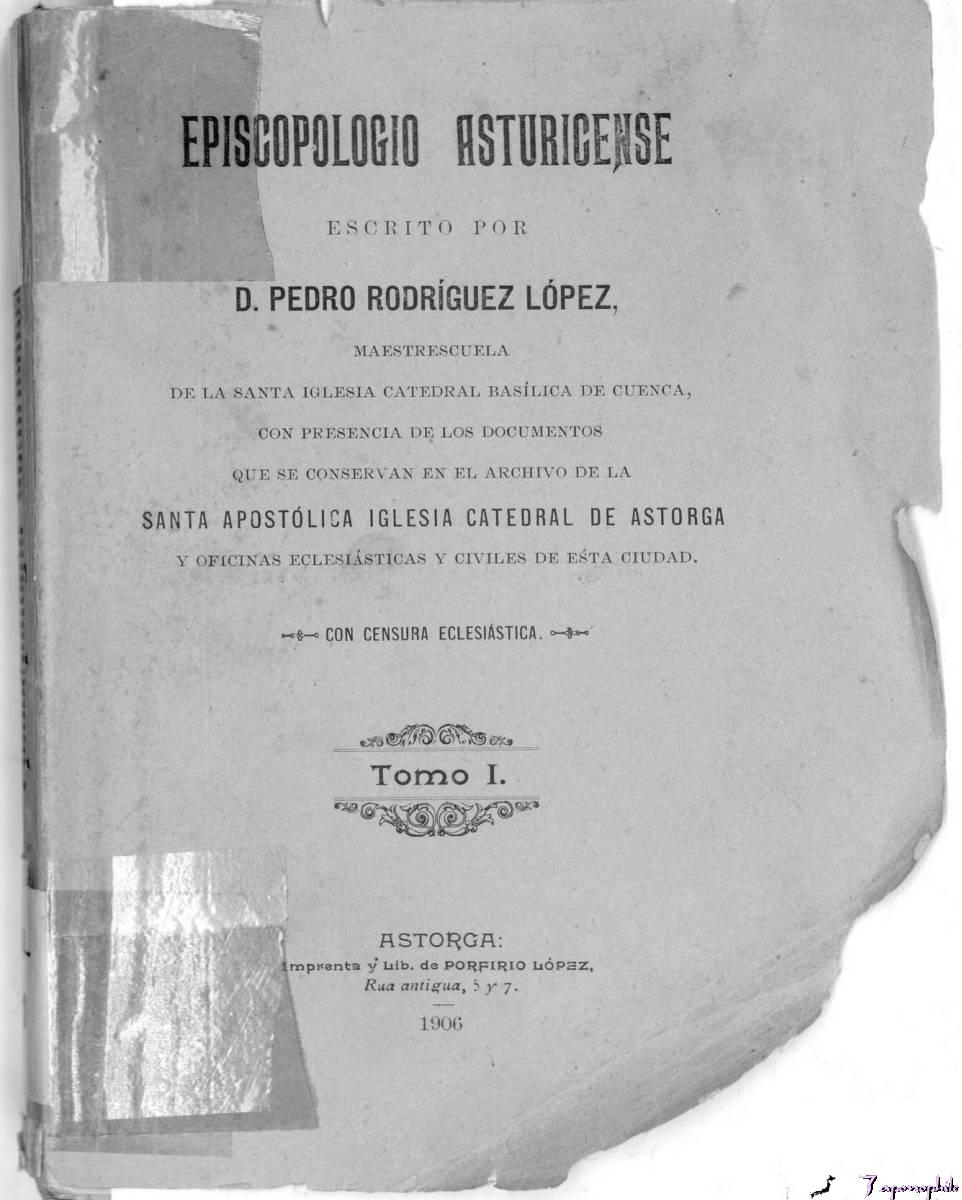 EPISCOPOLOGIO ASTURICENSE
ESCRITO POR
D. PEDRO RODRÍGUEZ LÓPEZ,
MAESTRESCUELA
DE LA SANTA IGLESIA CATEDRAL BASÍLICA DE CUENCA,
CON PRESENCIA DE LOS DOCUMENTOS
QUE SE CONSERVAN EN EL ARCHIVO DE LA
SANTA APOSTÓLICA IGLESIA CATEDRAL DE ASTORGA
Y OFICINAS ECLESIÁSTICAS Y CIVILES DE ESTA CIUDAD.
CON CENSURA ECLESIÁSTICA.
Tomo I.
ASTORGA:
Imprenta y Lib. de PORFIRIO LÓPEZ,
Rua antigua, 5 y 7.
1906